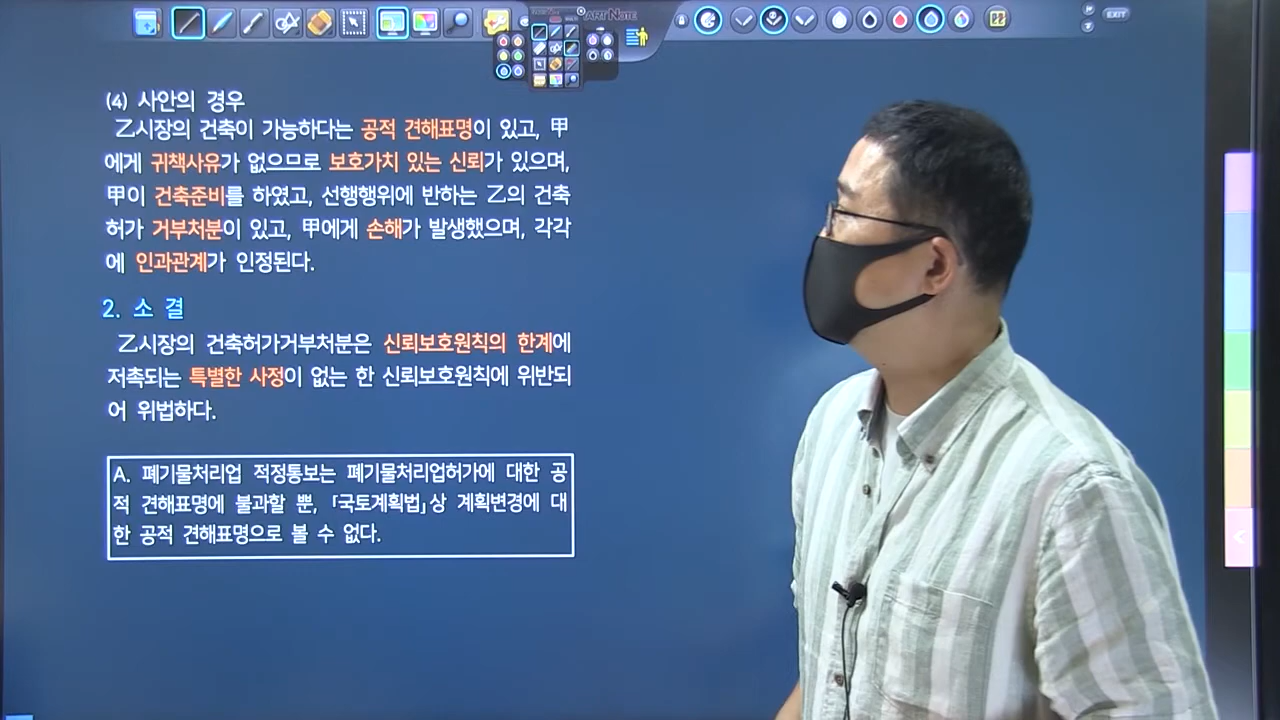 ART NOTE
EXIT
(4) 사안의 경우
乙시장의 건축이 가능하다는 공적 견해표명이 있고, 甲
에게 귀책사유가 없으므로 보호가치 있는 신뢰가 있으며,
甲이 건축준비를 하였고, 선행행위에 반하는 乙의 건축
허가 거부처분이 있고, 甲에게 손해가 발생했으며, 각각
에 인과관계가 인정된다.
2. 소 결
乙시장의 건축허가거부처분은 신뢰보호원칙의 한계에
저촉되는 특별한 사정이 없는 한 신뢰보호원칙에 위반되
어 위법하다.
A. 폐기물처리업 적정통보는 폐기물처리업허가에 대한 공
적 견해표명에 불과할 뿐, 「국토계획법」상 계획변경에 대
한 공적 견해표명으로 볼 수 없다.